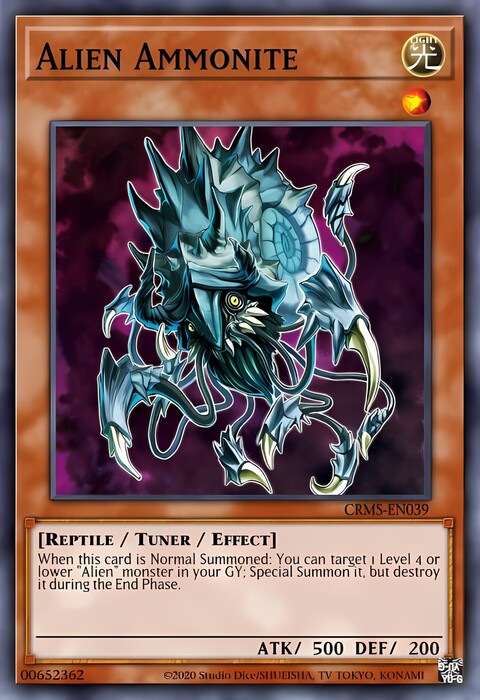 Alien Ammonite
LIGHT
光
CRMS-EN039
[Reptile / Tuner / Effect]
When this card is Normal Summoned: You can target 1 Level 4 or
lower "Alien" monster in your GY; Special Summon it, but destroy
it during the End Phase.
ATK/ 500 DEF/ 200
00652362
©2020 Studio Dice/SHUEISHA, TV TOKYO, KONAMI